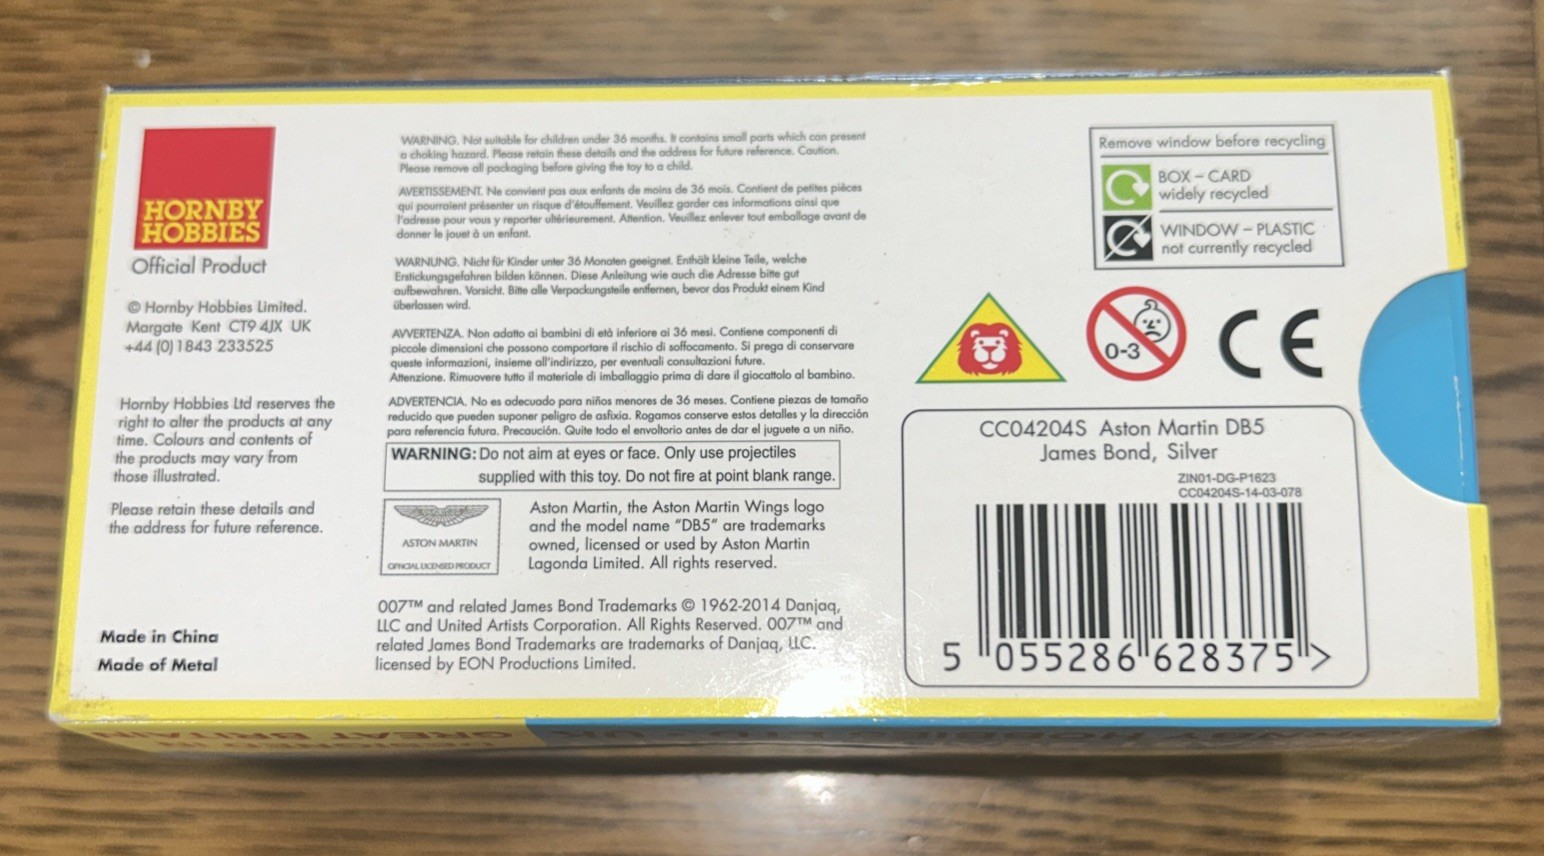 HORNBY
HOBBIES
Official Product
© Hornby Hobbies Limited.
Margate Kent CT9 4JX UK
+44 (0) 1843 233525
Hornby Hobbies Ltd reserves the
right to alter the products at any
time. Colours and contents of
the products may vary from
those illustrated.
Please retain these details and
the address for future reference.
Made in China
Made of Metal
WARNING. Not suitable for children under 36 months. It contains small parts which can present
a choking hazard. Please retain these details and the address for future reference. Caution.
Please remove all packaging before giving the toy to a child.
AVERTISSEMENT. Ne convient pas aux enfants de moins de 36 mois. Contient de petites pièces
qui pourraient présenter un risque d'étouffement. Veuillez garder ces informations ainsi que
l'adresse pour vous y reporter ultérieurement. Attention. Veuillez enlever tout emballage avant de
donner le jouet à un enfant.
WARNUNG. Nicht für Kinder unter 36 Monaten geeignet. Enthält kleine Teile, welche
Erstickungsgefahren bilden können. Diese Anleitung wie auch die Adresse bitte gut
aufbewahren. Vorsicht. Bitte alle Verpackungsteile entfernen, bevor das Produkt einem Kind
überlassen wird.
AVVERTENZA. Non adatto ai bambini di età inferiore ai 36 mesi. Contiene componenti di
piccole dimensioni che possono comportare il rischio di soffocamento. Si prega di conservare
queste informazioni, insieme all'indirizzo, per eventuali consultazioni future.
Attenzione. Rimuovere tutto il materiale di imballaggio prima di dare il giocattolo al bambino.
ADVERTENCIA. No es adecuado para niños menores de 36 meses. Contiene piezas de tamaño
reducido que pueden suponer peligro de asfixia. Rogamos conserve estos detalles y la dirección
para referencia futura. Precaución. Quite todo el envoltorio antes de dar el juguete a un niño.
WARNING: Do not aim at eyes or face. Only use projectiles
supplied with this toy. Do not fire at point blank range.
ASTON MARTIN
OFFICIAL LICENSED PRODUCT
Aston Martin, the Aston Martin Wings logo
and the model name "DB5" are trademarks
owned, licensed or used by Aston Martin
Lagonda Limited. All rights reserved.
007™ and related James Bond Trademarks © 1962-2014 Danjaq,
LLC and United Artists Corporation. All Rights Reserved. 007™ and
related James Bond Trademarks are trademarks of Danjaq, LLC.
licensed by EON Productions Limited.
Remove window before recycling
BOX – CARD
widely recycled
WINDOW – PLASTIC
not currently recycled
0-3
CE
CC04204S Aston Martin DB5
James Bond, Silver
ZIN01-DG-P1623
CC04204S-14-03-078
5 055286 628375 >
GREAT BRITAIN